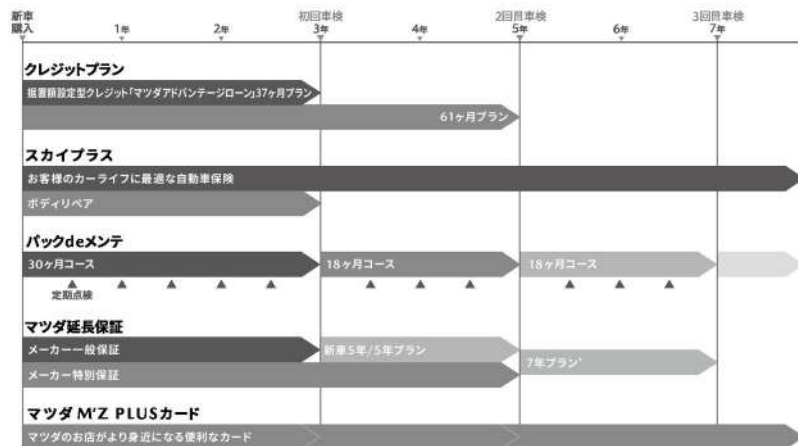 新車 初回車検 2回目車検 3回目車検
購入 1年 2年 3年 4年 5年 6年 7年
クレジットプラン
据置額設定型クレジット「マツダアドバンテージローン」37ヶ月プラン
61ヶ月プラン
スカイプラス
お客様のカーライフに最適な自動車保険
ボディリペア
パックdeメンテ
30ヶ月コース 18ヶ月コース 18ヶ月コース
定期点検
マツダ延長保証
メーカー一般保証 新車5年/5年プラン
7年プラン*
メーカー特別保証
マツダ M'Z PLUSカード
マツダのお店がより身近になる便利なカード